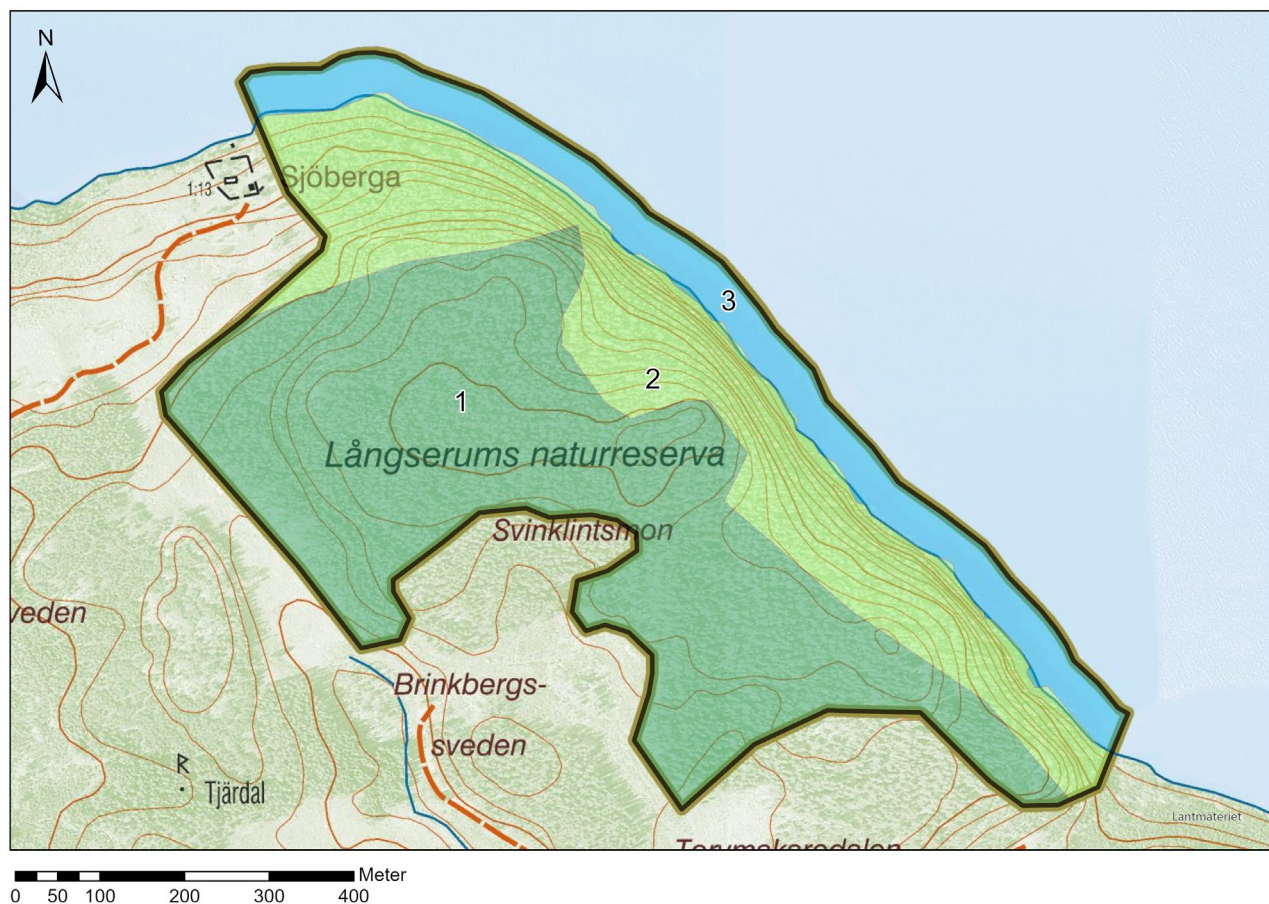 N
Sjöberga
1:13
3
2
1
Långserums naturreserva
Svinklintsmon
veden
Brinkbergs-
sveden
R
Tjärdal
Lantmäteriet
Meter
0 50 100 200 300 400